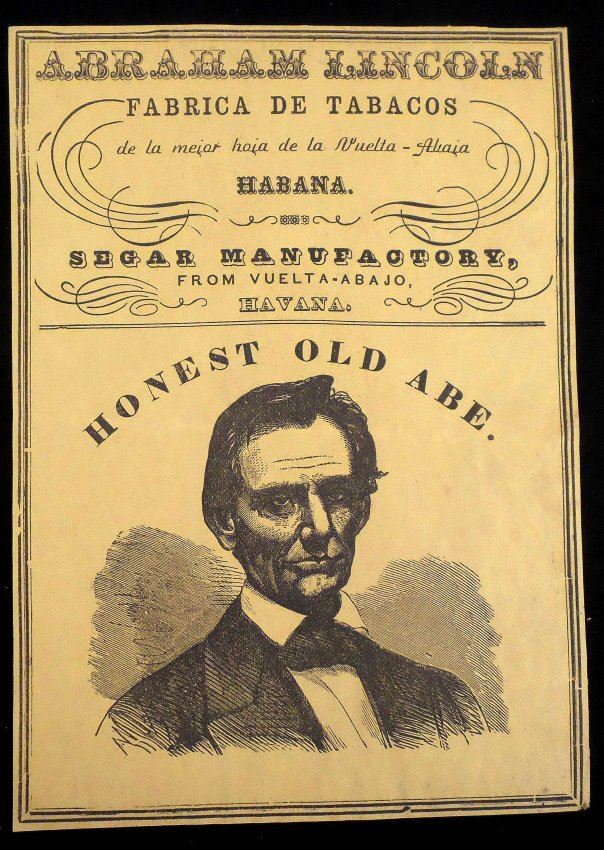 ABRAHAM LINCOLN
FABRICA DE TABACOS
de la mejor hoja de la Vuelta-Abaja
HABANA.
SEGAR MANUFACTORY,
FROM VUELTA-ABAJO,
HAVANA.
HONEST OLD ABE.